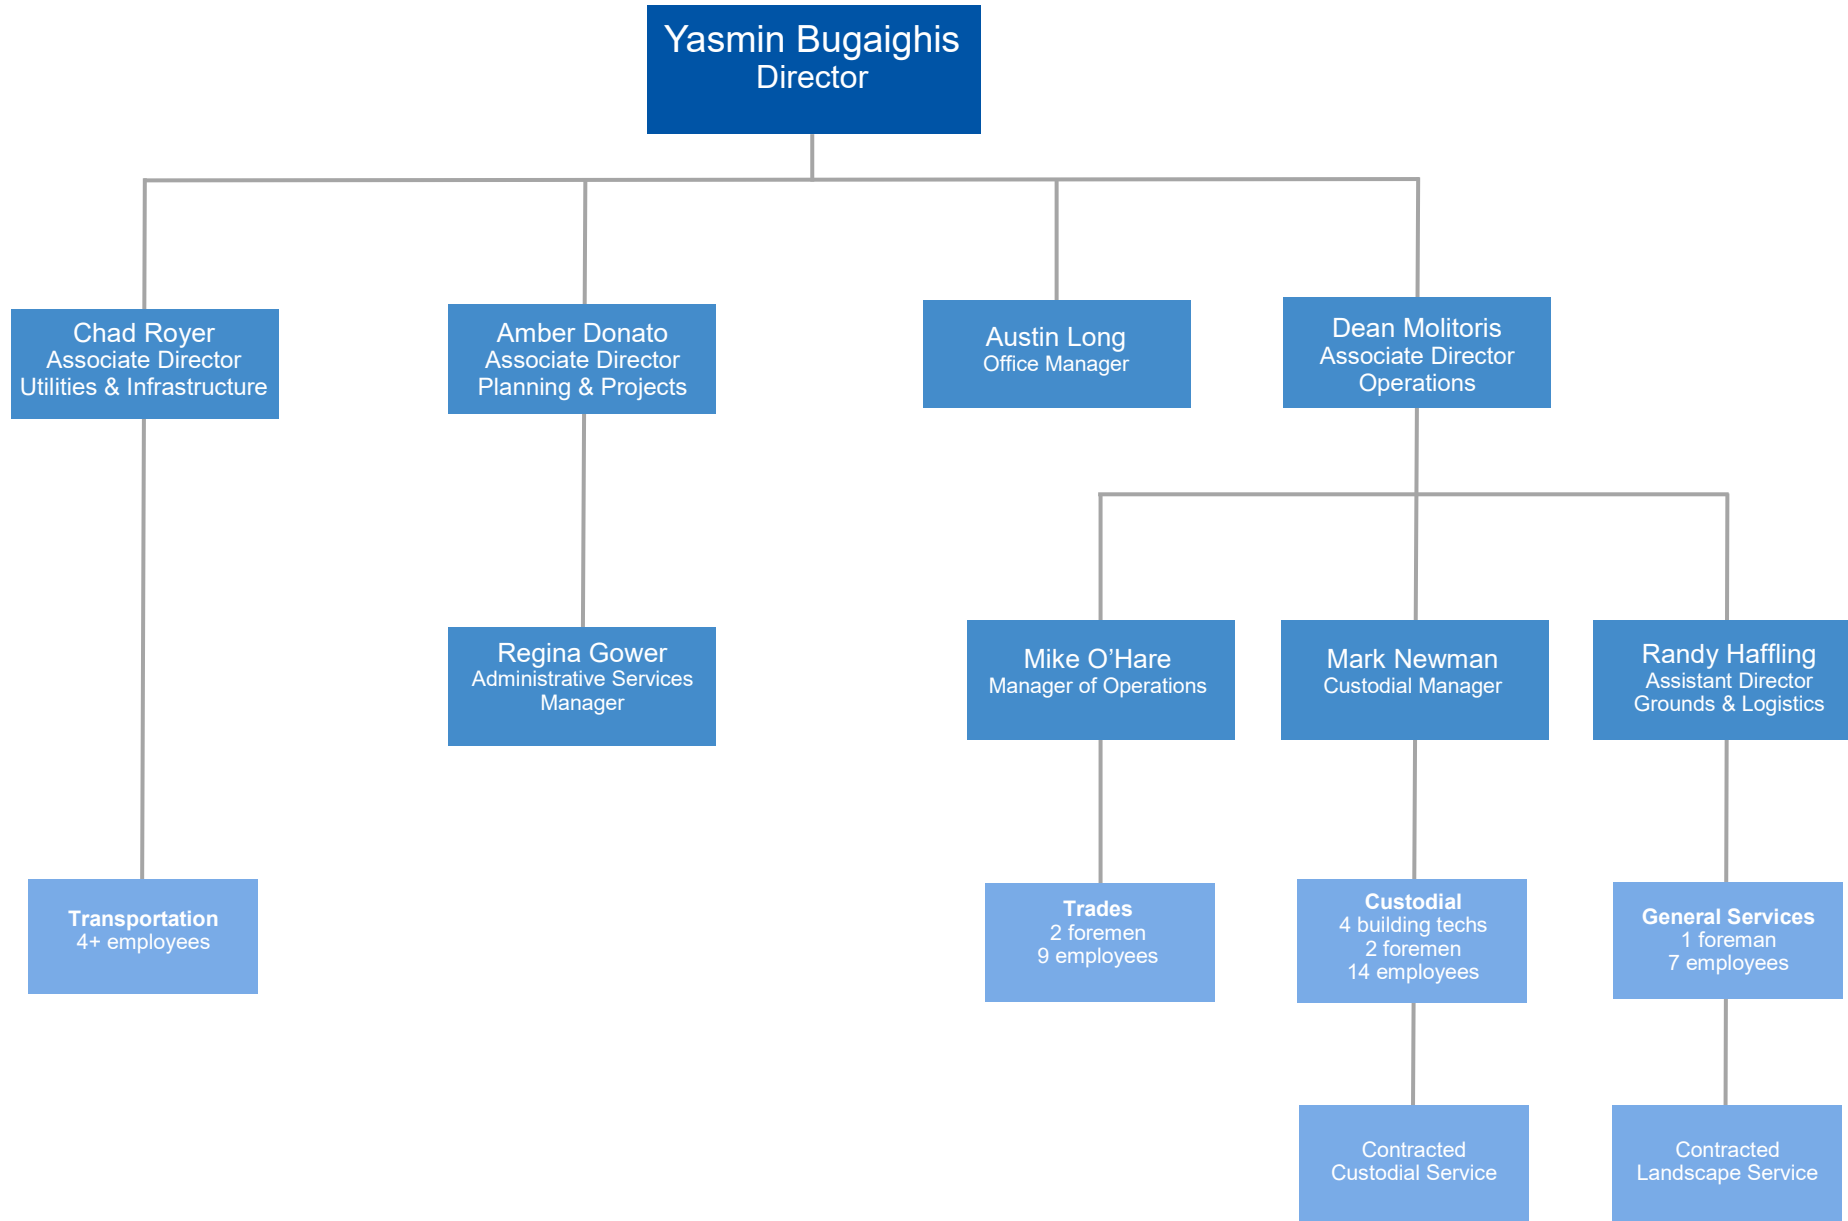 Yasmin Bugaighis
Director
Chad Royer
Associate Director
Utilities & Infrastructure
Amber Donato
Associate Director
Planning & Projects
Austin Long
Office Manager
Dean Molitoris
Associate Director
Operations
Regina Gower
Administrative Services
Manager
Mike O’Hare
Manager of Operations
Mark Newman
Custodial Manager
Randy Haffling
Assistant Director
Grounds & Logistics
Transportation
4+ employees
Trades
2 foremen
9 employees
Custodial
4 building techs
2 foremen
14 employees
General Services
1 foreman
7 employees
Contracted
Custodial Service
Contracted
Landscape Service